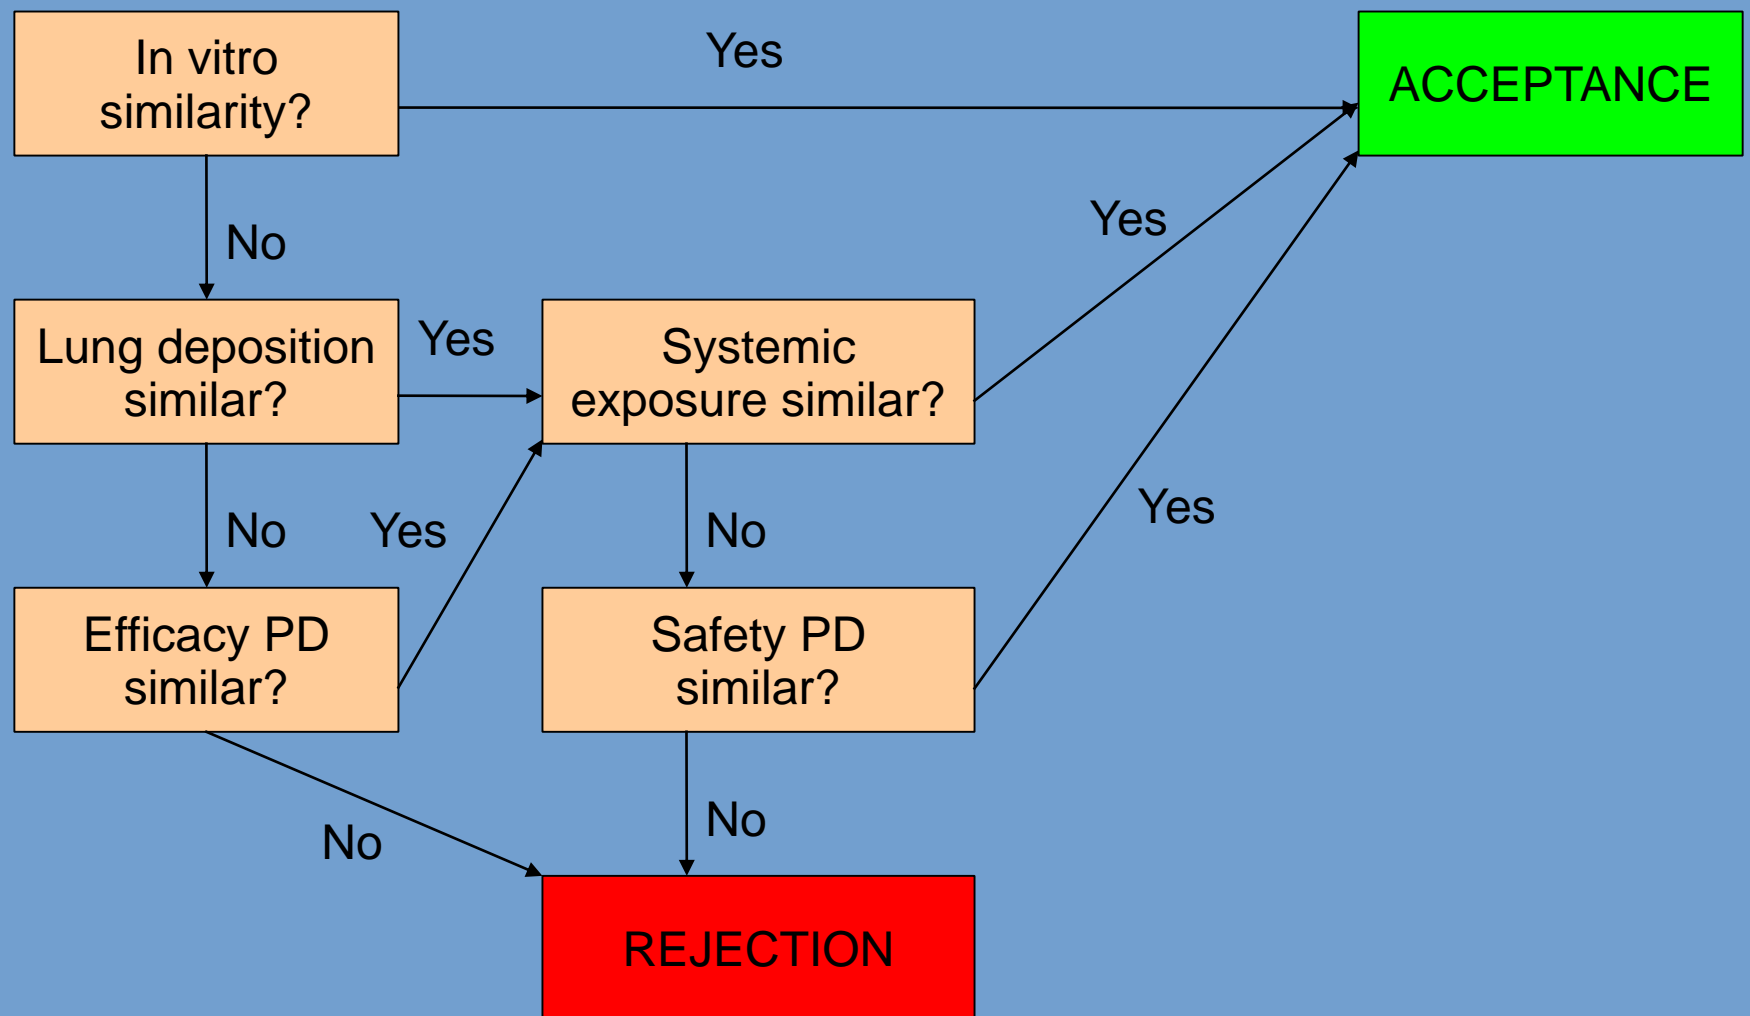 In vitro
similarity?
Yes
ACCEPTANCE
No
Yes
Lung deposition
similar?
Yes
Systemic
exposure similar?
No
Yes
No
Yes
Efficacy PD
similar?
Safety PD
similar?
No
No
REJECTION